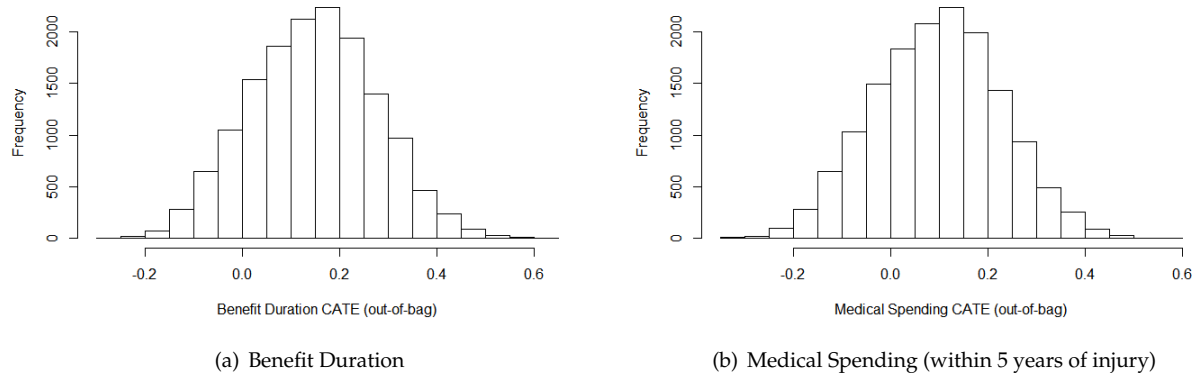 2000
1500
1000
500
0
Frequency
-0.2 0.0 0.2 0.4 0.6
Benefit Duration CATE (out-of-bag)
(a) Benefit Duration
2000
1500
1000
500
0
Frequency
-0.2 0.0 0.2 0.4 0.6
Medical Spending CATE (out-of-bag)
(b) Medical Spending (within 5 years of injury)